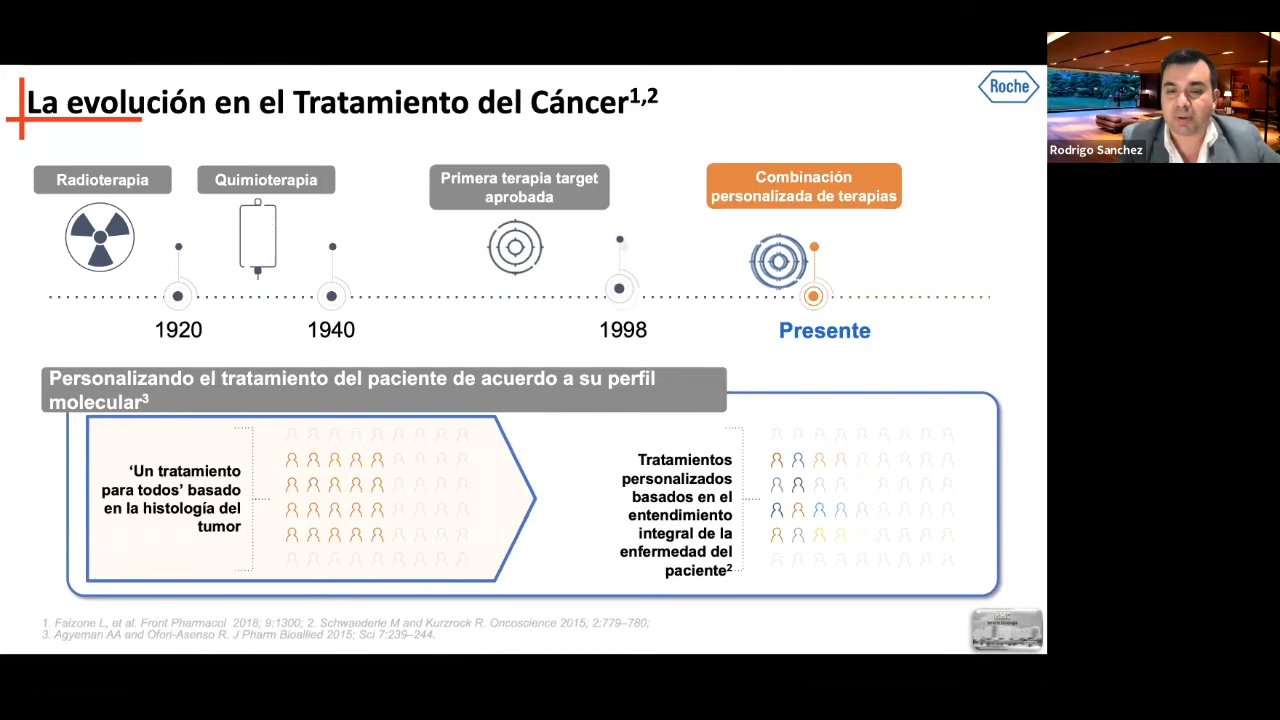 La evolución en el Tratamiento del Cáncer1,2
Roche
Rodrigo Sanchez
Radioterapia
Quimioterapia
Primera terapia target
aprobada
Combinación
personalizada de terapias
1920
1940
1998
Presente
Personalizando el tratamiento del paciente de acuerdo a su perfil
molecular3
‘Un tratamiento
para todos’ basado
en la histología del
tumor
Tratamientos
personalizados
basados en el
entendimiento
integral de la
enfermedad del
paciente2
1. Falzone L, et al. Front Pharmacol 2018; 9:1300; 2. Schwaederle M and Kurzrock R. Oncoscience 2015; 2:779–780;
3. Agyeman AA and Ofori-Asenso R. J Pharm Bioallied 2015; Sci 7:239–244.